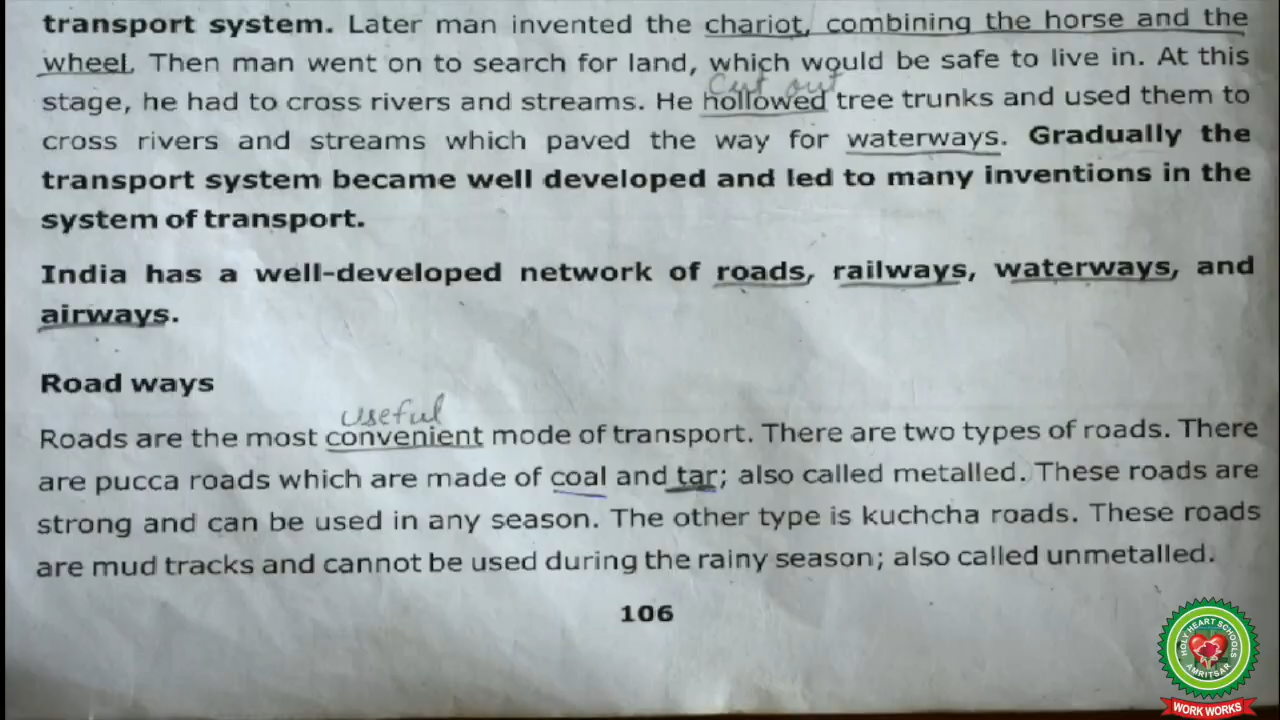 transport system. Later man invented the chariot, combining the horse and the
wheel. Then man went on to search for land, which would be safe to live in. At this
Cut out
stage, he had to cross rivers and streams. He hollowed tree trunks and used them to
cross rivers and streams which paved the way for waterways. Gradually the
transport system became well developed and led to many inventions in the
system of transport.
India has a well-developed network of roads, railways, waterways, and
airways.
Road ways
useful
Roads are the most convenient mode of transport. There are two types of roads. There
are pucca roads which are made of coal and tar; also called metalled. These roads are
strong and can be used in any season. The other type is kuchcha roads. These roads
are mud tracks and cannot be used during the rainy season; also called unmetalled.
106
HOLY HEART SCHOOLS
AMRITSAR
WORK WORKS